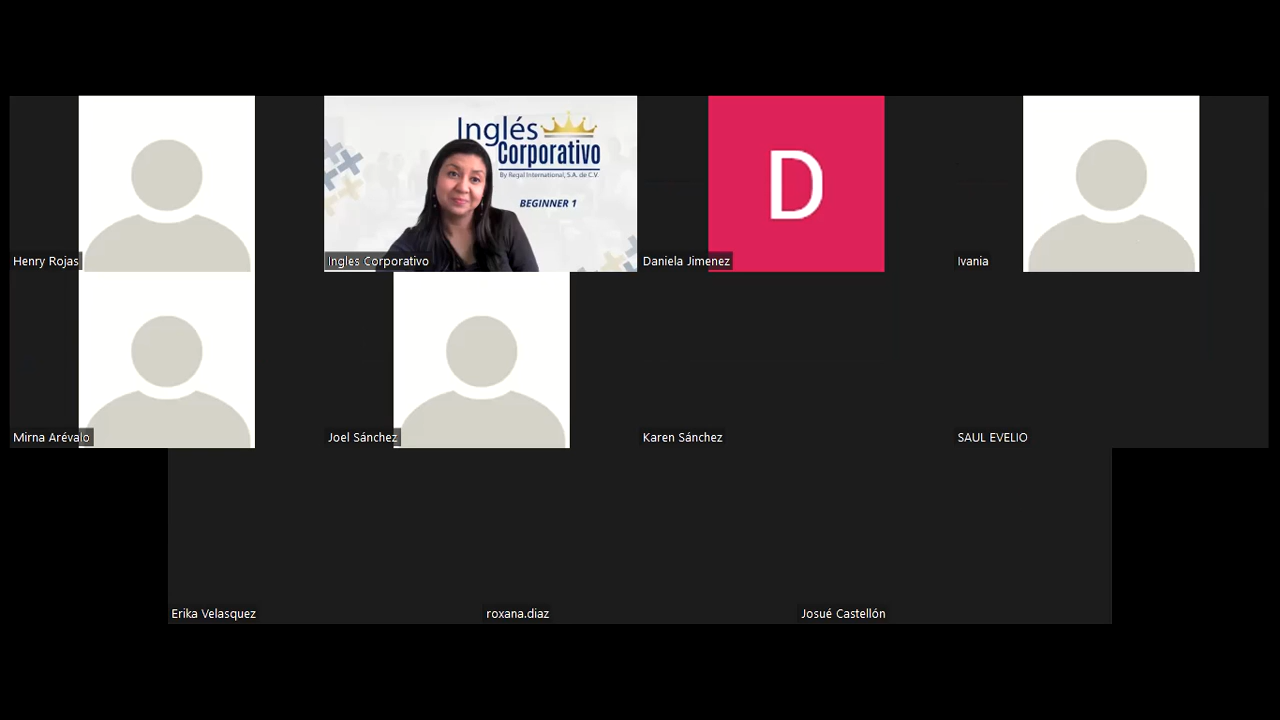 Inglés
Corporativo
By Regal International, S.A. de C.V.
BEGINNER 1
D
Henry Rojas
Ingles Corporativo
Daniela Jimenez
Ivania
Mirna Arévalo
Joel Sánchez
Karen Sánchez
SAUL EVELIO
Erika Velasquez
roxana.diaz
Josué Castellón